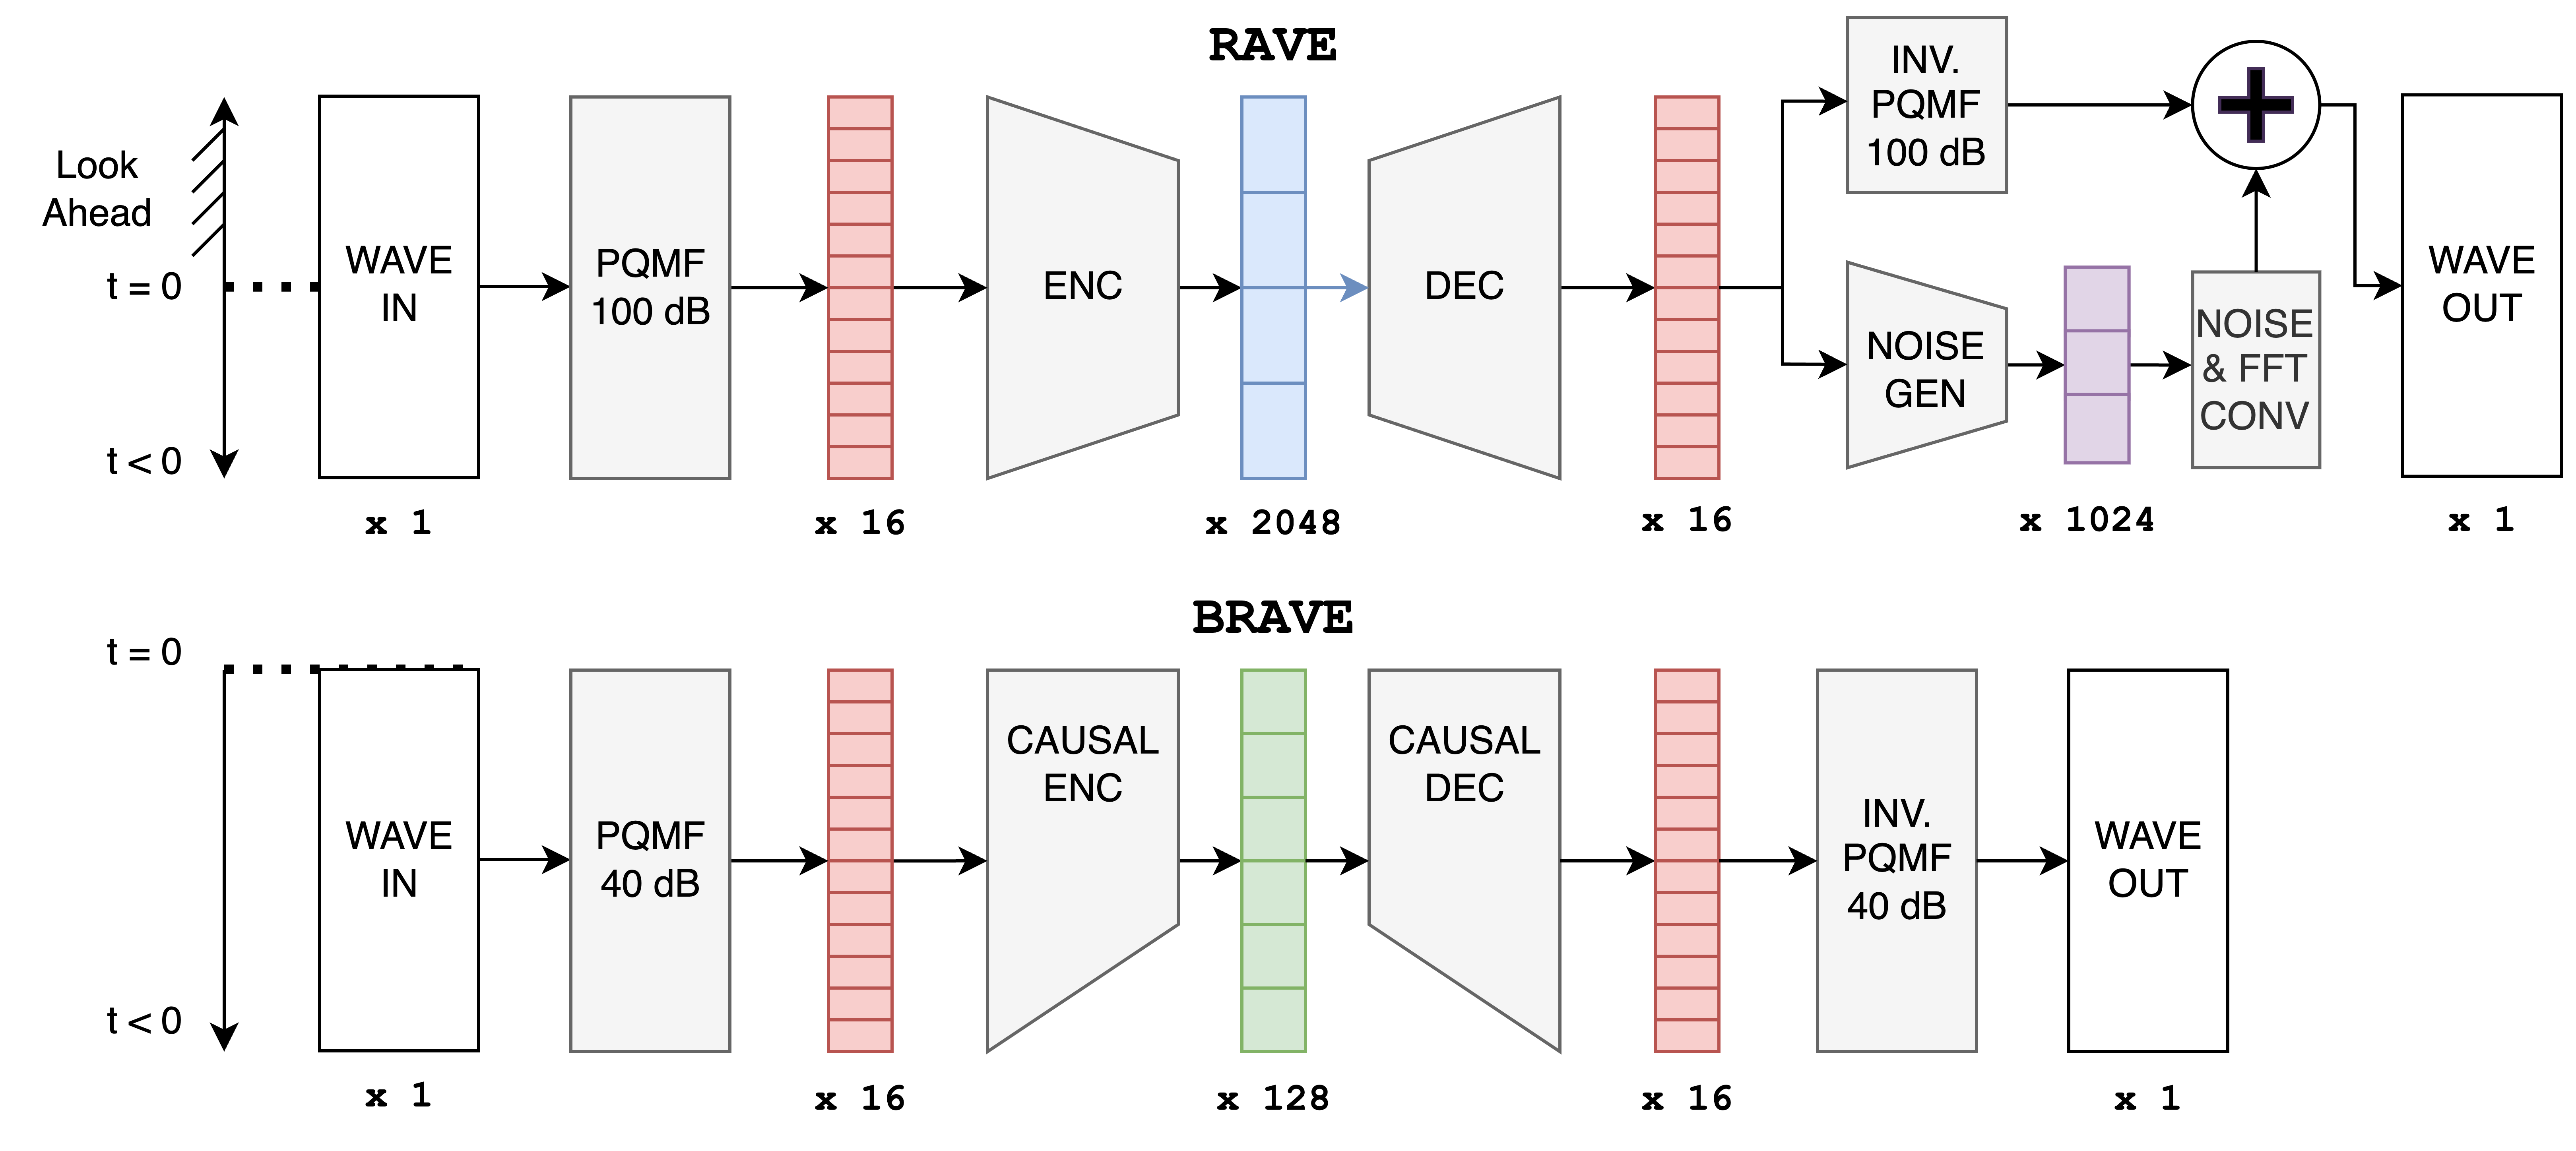 RAVE
Look
Ahead
t = 0
t < 0
WAVE
IN
x 1
PQMF
100 dB
x 16
ENC
x 2048
DEC
x 16
INV.
PQMF
100 dB
NOISE
GEN
x 1024
NOISE
& FFT
CONV
WAVE
OUT
x 1
BRAVE
t = 0
t < 0
WAVE
IN
x 1
PQMF
40 dB
x 16
CAUSAL
ENC
x 128
CAUSAL
DEC
x 16
INV.
PQMF
40 dB
WAVE
OUT
x 1